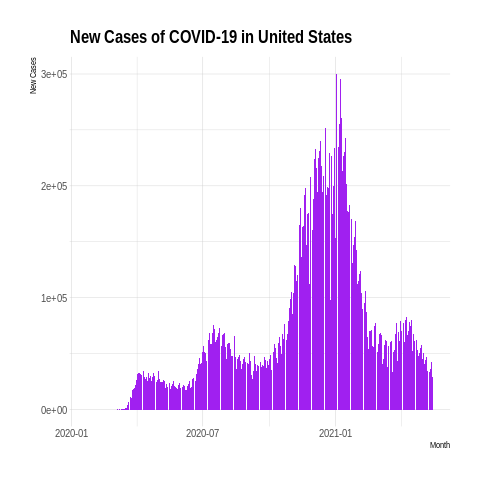 New Cases of COVID-19 in United States
New Cases
3e+05
2e+05
1e+05
0e+00
2020-01 2020-07 2021-01
Month